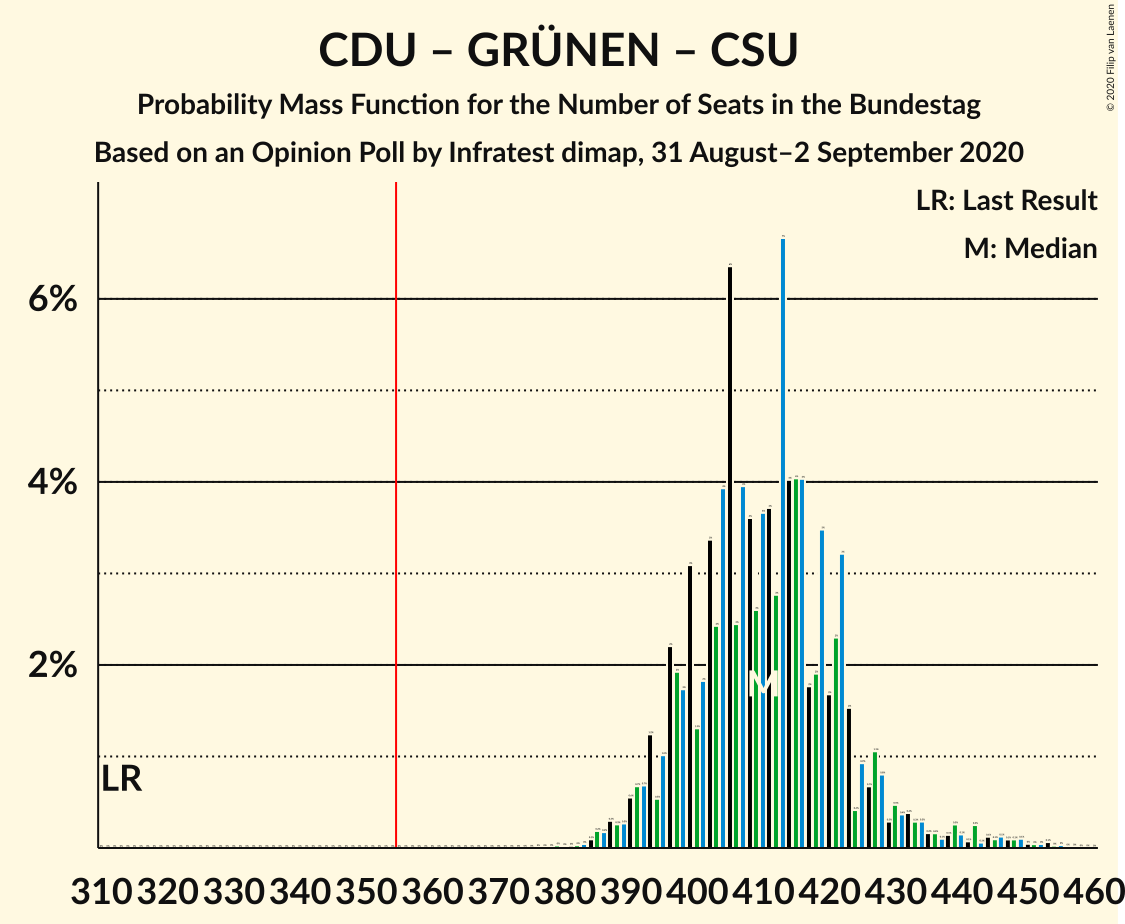 CDU – GRÜNEN – CSU
Probability Mass Function for the Number of Seats in the Bundestag
Based on an Opinion Poll by Infratest dimap, 31 August–2 September 2020
© 2020 Filip van Laenen
LR: Last Result
M: Median
6%
4%
2%
M
LR
310 320 330 340 350 360 370 380 390 400 410 420 430 440 450 460